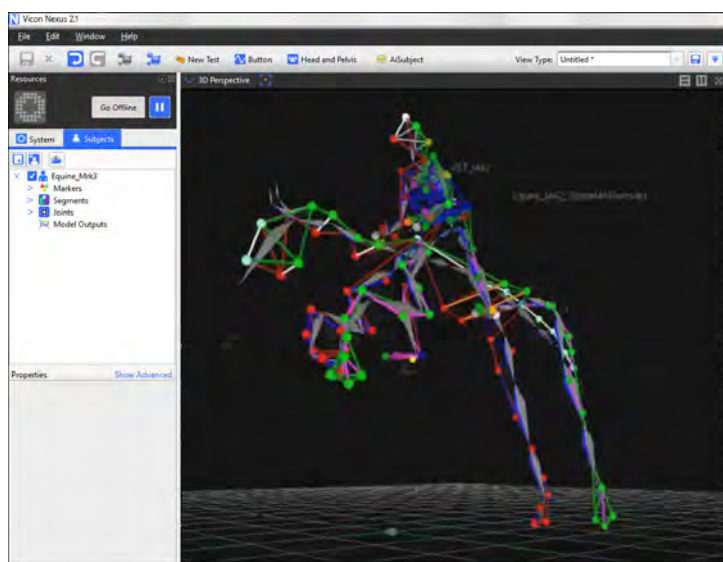 Vicon Nexus 2.1
File Edit Window Help
New Test Button Head and Pelvis AiSubject View Type: Untitled *
Resources
3D Perspective
Go Offline
System Subjects
Equine_Mrk3
Markers
Segments
Joints
Model Outputs
Properties Show Advanced